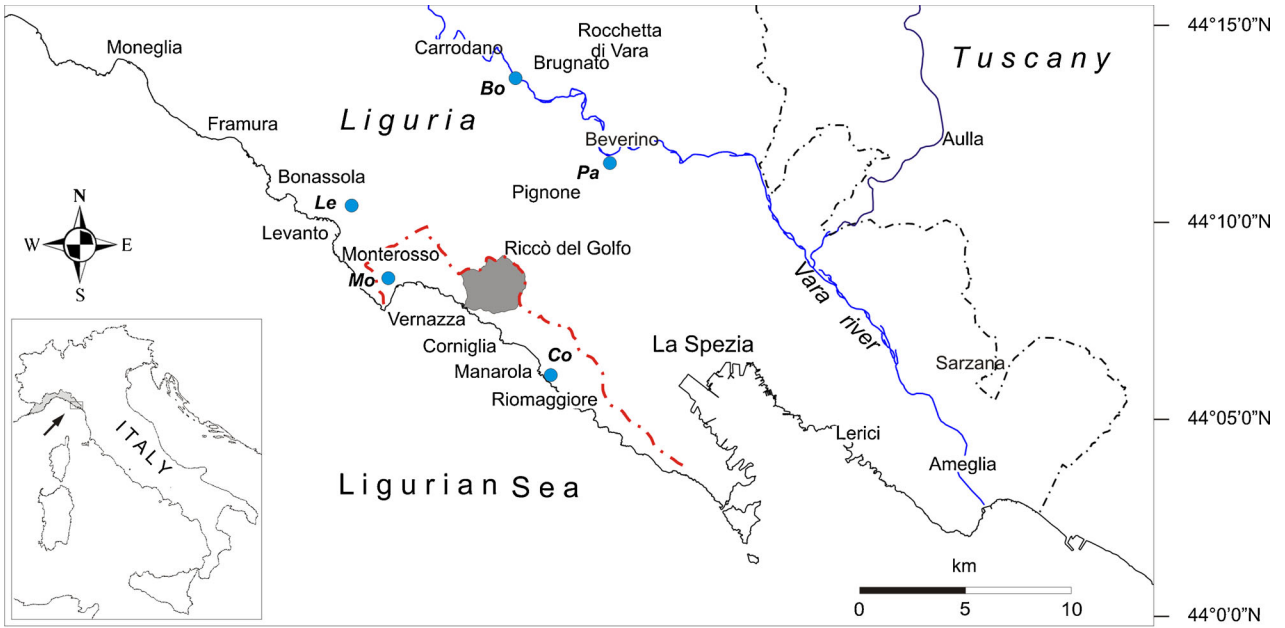 44°15'0"N
Moneglia
Carrodano
Rocchetta
di Vara
Brugnato
Tuscany
Bo
Liguria
Framura
Beverino
Aulla
Bonassola
Pa
Pignone
Le
44°10'0"N
Levanto
N
W
E
S
Monterosso
Riccò del Golfo
Mo
Vara
river
Vernazza
Corniglia
Co
La Spezia
Manarola
Sarzana
Riomaggiore
44°05'0"N
ITALY
Lerici
Ameglia
Ligurian Sea
km
0
5
10
44°0'0"N